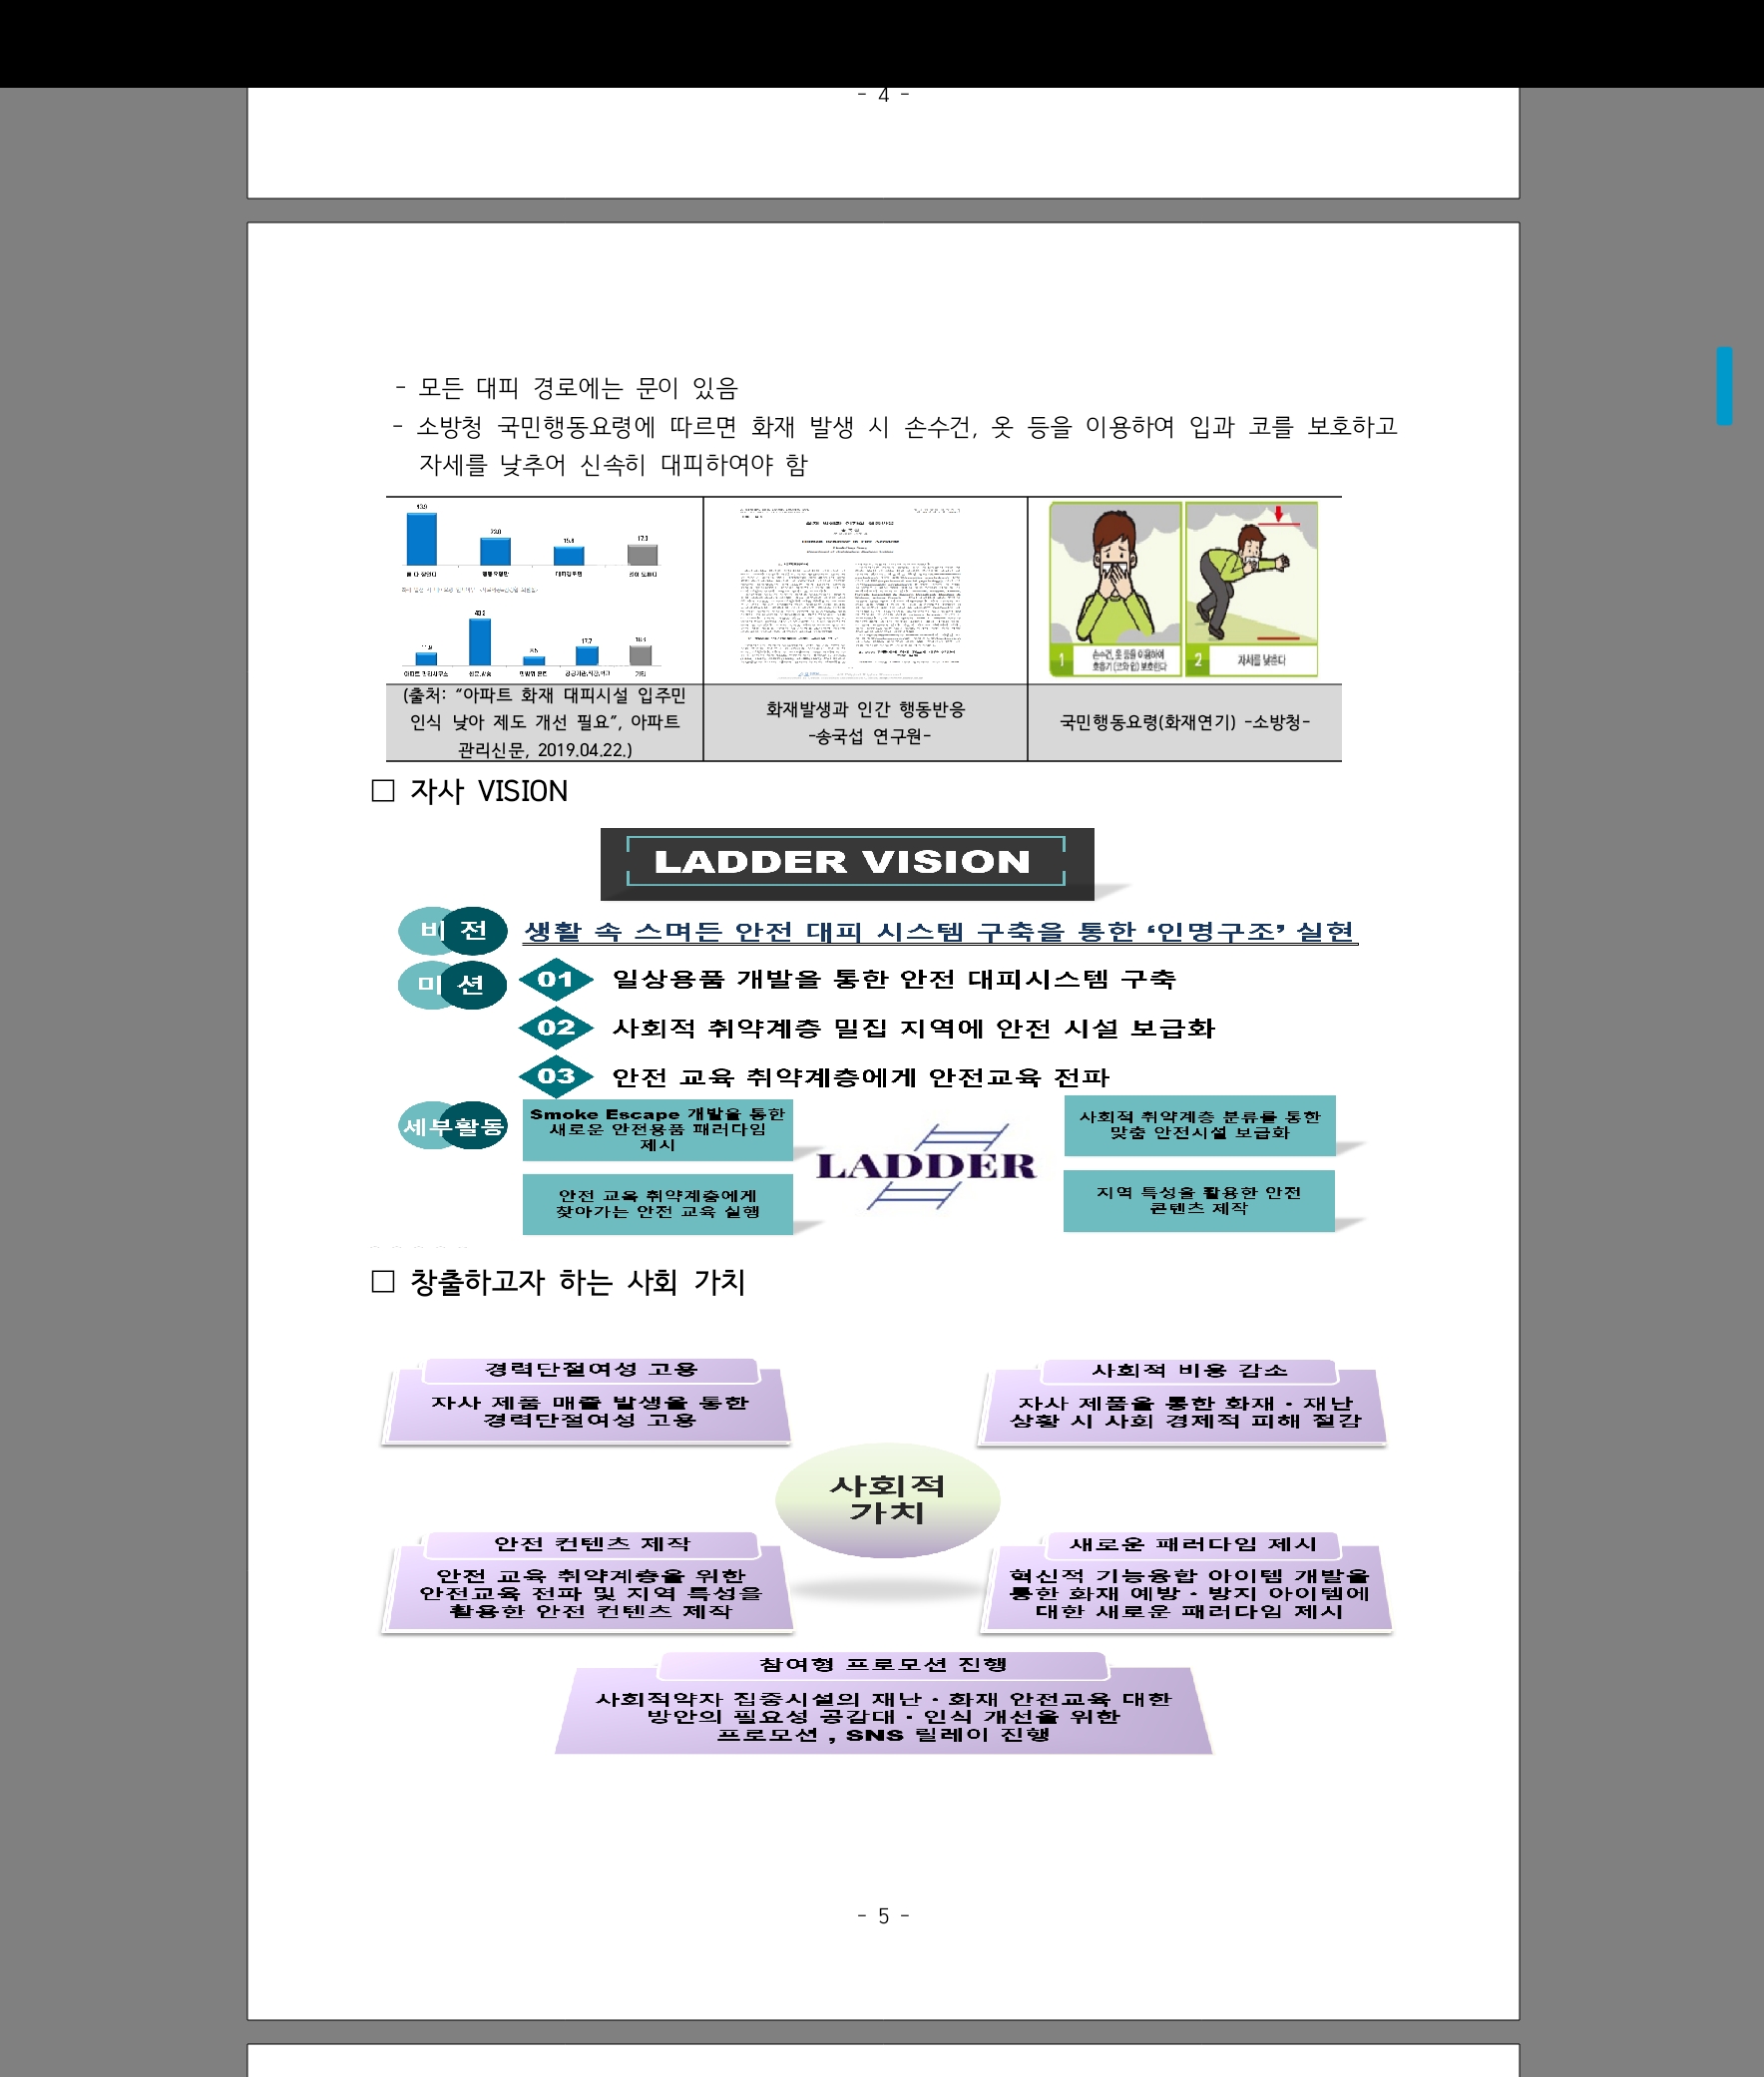 - 4 -
- 모든 대피 경로에는 문이 있음
- 소방청 국민행동요령에 따르면 화재 발생 시 손수건, 옷 등을 이용하여 입과 코를 보호하고
자세를 낮추어 신속히 대피하여야 함
1 손수건, 옷 등을 이용하여
호흡기(코와 입) 보호한다
2 자세를 낮춘다
(출처: “아파트 화재 대피시설 입주민
인식 낮아 제도 개선 필요”, 아파트
관리신문, 2019.04.22.)
화재발생과 인간 행동반응
-송국섭 연구원-
국민행동요령(화재연기) -소방청-
□ 자사 VISION
LADDER VISION
비전 생활 속 스며든 안전 대피 시스템 구축을 통한 ‘인명구조’ 실현
미션 01 일상용품 개발을 통한 안전 대피시스템 구축
02 사회적 취약계층 밀집 지역에 안전 시설 보급화
03 안전 교육 취약계층에게 안전교육 전파
세부활동
Smoke Escape 개발을 통한
새로운 안전용품 패러다임
제시
사회적 취약계층 분류를 통한
맞춤 안전시설 보급화
LADDER
안전 교육 취약계층에게
찾아가는 안전 교육 실행
지역 특성을 활용한 안전
콘텐츠 제작
□ 창출하고자 하는 사회 가치
경력단절여성 고용
자사 제품 매출 발생을 통한
경력단절여성 고용
사회적 비용 감소
자사 제품을 통한 화재 · 재난
상황 시 사회 경제적 피해 절감
사회적
가치
안전 컨텐츠 제작
안전 교육 취약계층을 위한
안전교육 전파 및 지역 특성을
활용한 안전 컨텐츠 제작
새로운 패러다임 제시
혁신적 기능융합 아이템 개발을
통한 화재 예방 · 방지 아이템에
대한 새로운 패러다임 제시
참여형 프로모션 진행
사회적약자 집중시설의 재난 · 화재 안전교육 대한
방안의 필요성 공감대 · 인식 개선을 위한
프로모션 , SNS 릴레이 진행
- 5 -